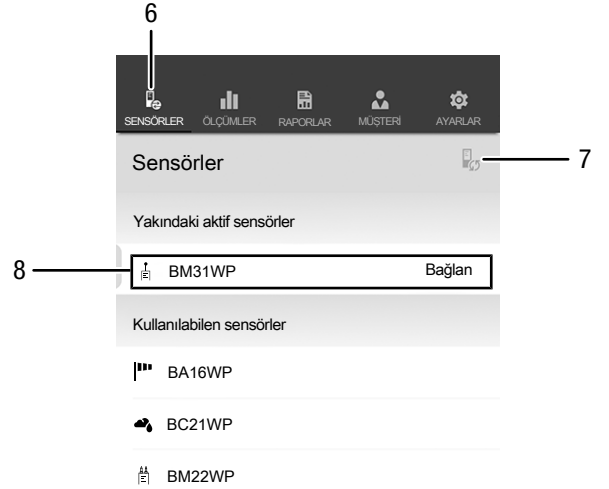 6
SENSÖRLER ÖLÇÜMLER RAPORLAR MÜŞTERİ AYARLAR
Sensörler
7
Yakındaki aktif sensörler
8
BM31WP Bağlan
Kullanılabilen sensörler
BA16WP
BC21WP
BM22WP